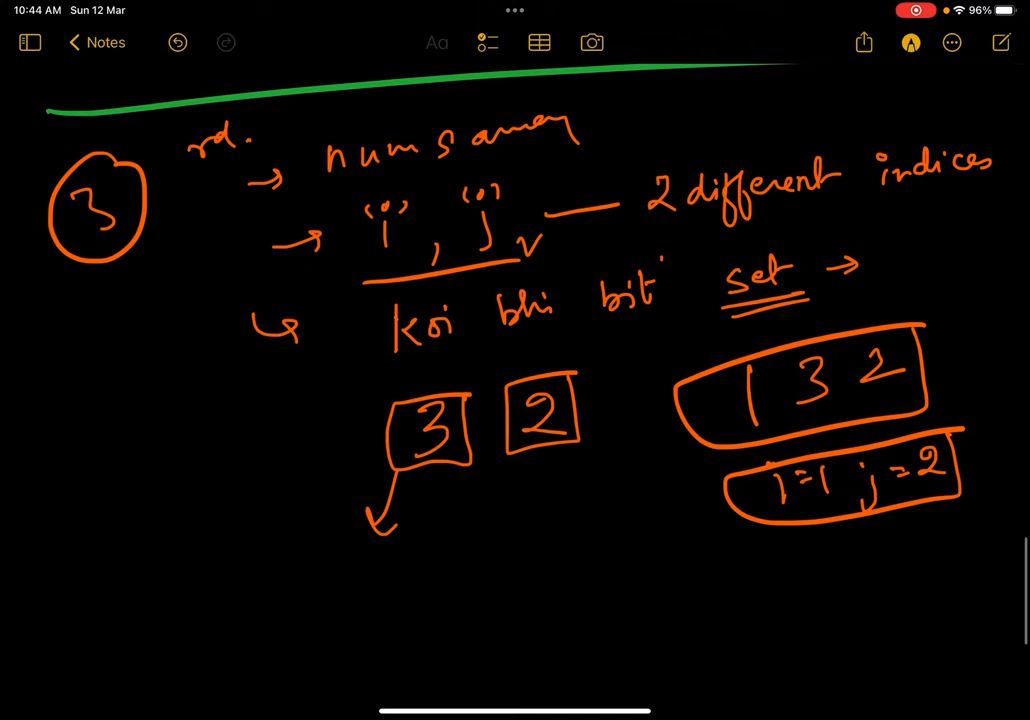 10:44 AM Sun 12 Mar 96%
Notes Aa
3 rd. → nums array
→ i, j — 2 different indices
koi bhi bit set →
1 3 2
3 2
i=1 j=2